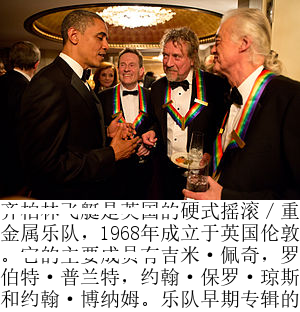 齐柏林飞艇是英国的硬式摇滚/重
金属乐队，1968年成立于英国伦敦
。它的主要成员有吉米·佩奇，罗
伯特·普兰特，约翰·保罗·琼斯
和约翰·博纳姆。乐队早期专辑的